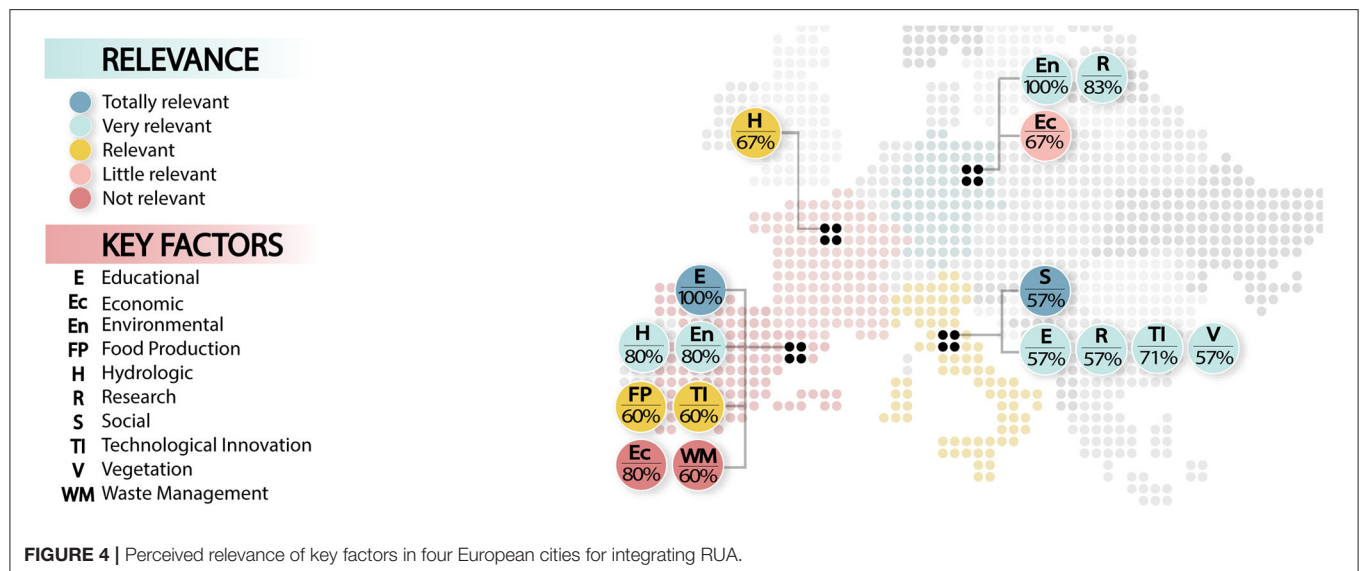 RELEVANCE
Totally relevant
Very relevant
Relevant
Little relevant
Not relevant
KEY FACTORS
E Educational
Ec Economic
En Environmental
FP Food Production
H Hydrologic
R Research
S Social
TI Technological Innovation
V Vegetation
WM Waste Management
H
67%
En
100%
R
83%
Ec
67%
E
100%
H
80%
En
80%
FP
60%
TI
60%
Ec
80%
WM
60%
S
57%
E
57%
R
57%
TI
71%
V
57%
FIGURE 4 | Perceived relevance of key factors in four European cities for integrating RUA.